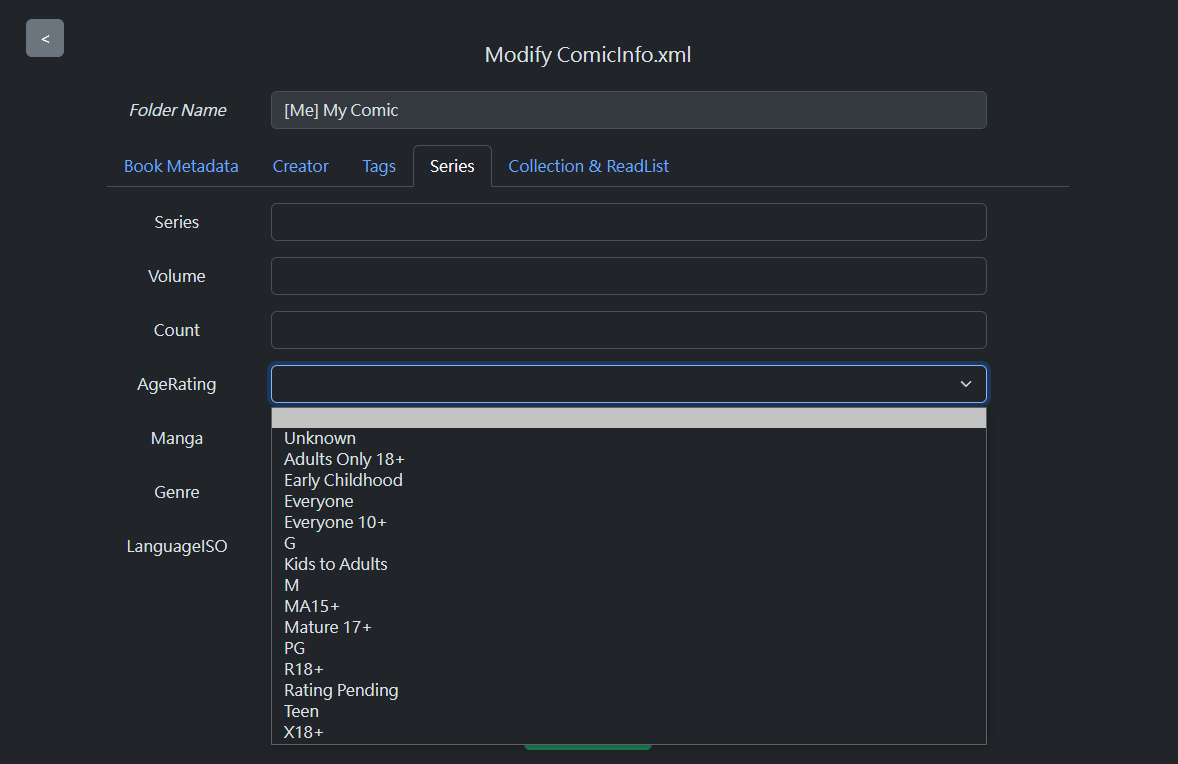 <
Modify ComicInfo.xml
Folder Name
[Me] My Comic
Book Metadata Creator Tags Series Collection & ReadList
Series
Volume
Count
AgeRating
Manga
Genre
LanguageISO
Unknown
Adults Only 18+
Early Childhood
Everyone
Everyone 10+
G
Kids to Adults
M
MA15+
Mature 17+
PG
R18+
Rating Pending
Teen
X18+